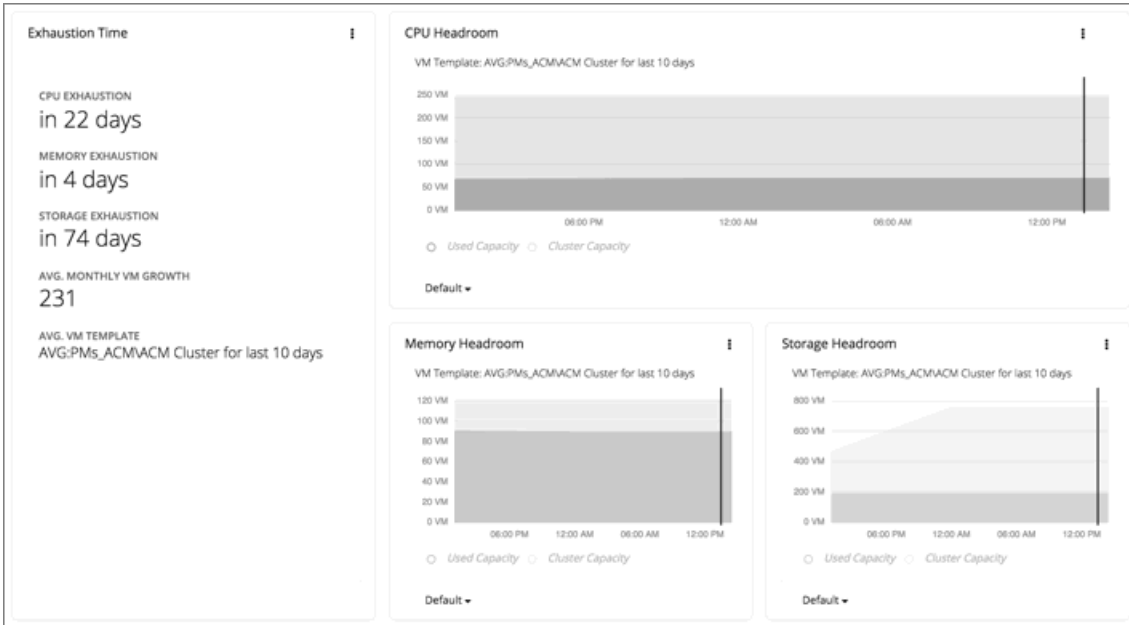 Exhaustion Time
CPU EXHAUSTION
in 22 days
MEMORY EXHAUSTION
in 4 days
STORAGE EXHAUSTION
in 74 days
AVG. MONTHLY VM GROWTH
231
AVG. VM TEMPLATE
AVG:PMs_ACM\ACM Cluster for last 10 days
CPU Headroom
VM Template: AVG:PMs_ACM\ACM Cluster for last 10 days
250 VM
200 VM
150 VM
100 VM
50 VM
0 VM
06:00 PM 12:00 AM 06:00 AM 12:00 PM
Used Capacity Cluster Capacity
Default
Memory Headroom
VM Template: AVG:PMs_ACM\ACM Cluster for last 10 days
120 VM
100 VM
80 VM
60 VM
40 VM
20 VM
0 VM
06:00 PM 12:00 AM 06:00 AM 12:00 PM
Used Capacity Cluster Capacity
Default
Storage Headroom
VM Template: AVG:PMs_ACM\ACM Cluster for last 10 days
800 VM
600 VM
400 VM
200 VM
0 VM
06:00 PM 12:00 AM 06:00 AM 12:00 PM
Used Capacity Cluster Capacity
Default